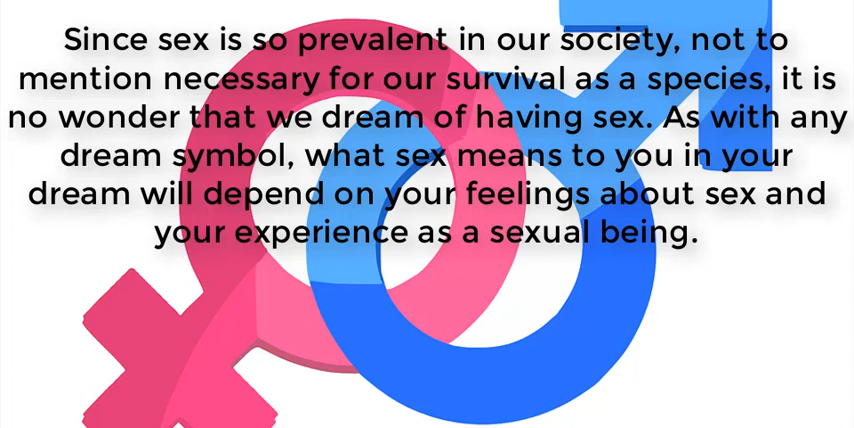 Since sex is so prevalent in our society, not to
mention necessary for our survival as a species, it is
no wonder that we dream of having sex. As with any
dream symbol, what sex means to you in your
dream will depend on your feelings about sex and
your experience as a sexual being.